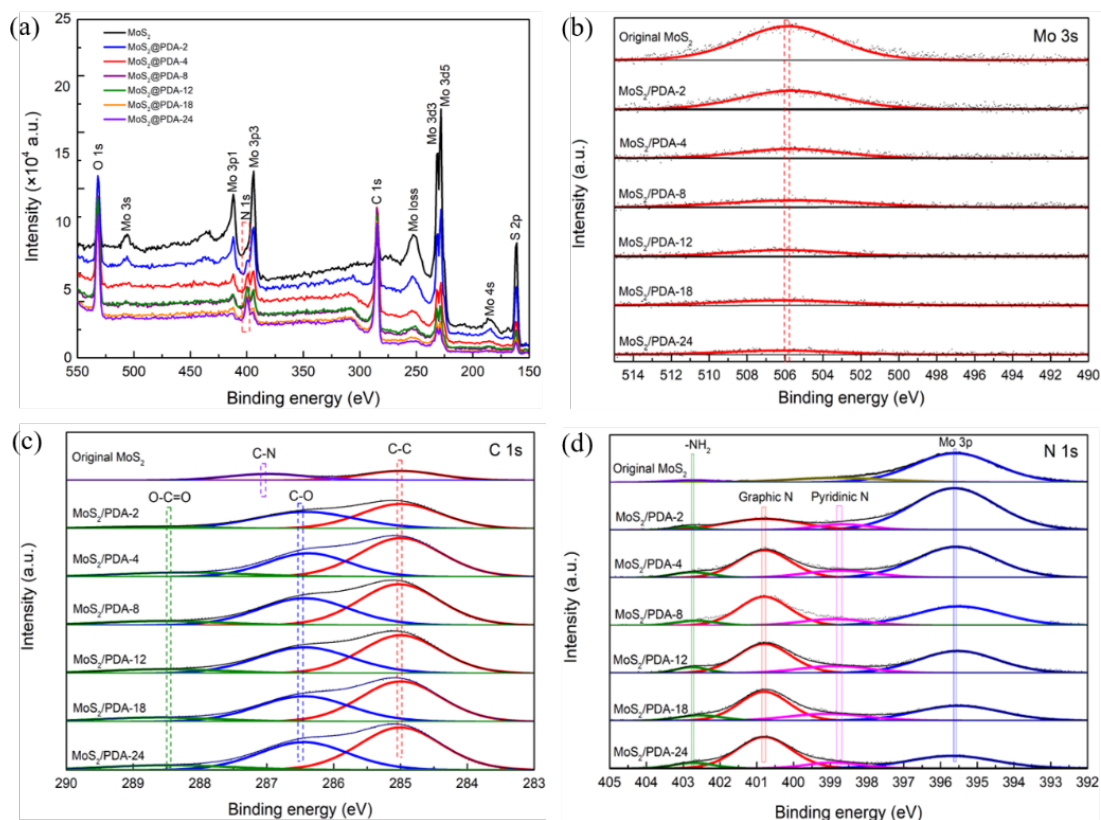 (a)
Intensity (×10⁴ a.u.)
25
20
15
10
5
0
MoS₂
MoS₂@PDA-2
MoS₂@PDA-4
MoS₂@PDA-8
MoS₂@PDA-12
MoS₂@PDA-18
MoS₂@PDA-24
O 1s
Mo 3s
Mo 3p1
N 1s
Mo 3p3
C 1s
Mo loss
Mo 3d3
Mo 3d5
Mo 4s
S 2p
550 500 450 400 350 300 250 200 150
Binding energy (eV)
(b)
Mo 3s
Intensity (a.u.)
Original MoS₂
MoS₂/PDA-2
MoS₂/PDA-4
MoS₂/PDA-8
MoS₂/PDA-12
MoS₂/PDA-18
MoS₂/PDA-24
514 512 510 508 506 504 502 500 498 496 494 492 490
Binding energy (eV)
(c)
C 1s
Intensity (a.u.)
C-N
C-C
Original MoS₂
O-C=O
C-O
MoS₂/PDA-2
MoS₂/PDA-4
MoS₂/PDA-8
MoS₂/PDA-12
MoS₂/PDA-18
MoS₂/PDA-24
290 289 288 287 286 285 284 283
Binding energy (eV)
(d)
N 1s
Intensity (a.u.)
-NH₂
Mo 3p
Original MoS₂
Graphic N
Pyridinic N
MoS₂/PDA-2
MoS₂/PDA-4
MoS₂/PDA-8
MoS₂/PDA-12
MoS₂/PDA-18
MoS₂/PDA-24
405 404 403 402 401 400 399 398 397 396 395 394 393 392
Binding energy (eV)